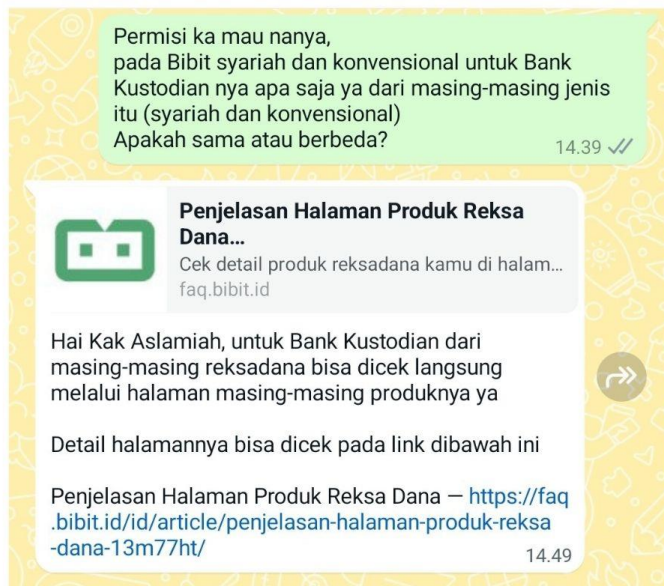 Permisi ka mau nanya,
pada Bibit syariah dan konvensional untuk Bank
Kustodian nya apa saja ya dari masing-masing jenis
itu (syariah dan konvensional)
Apakah sama atau berbeda?
14.39
Penjelasan Halaman Produk Reksa
Dana...
Cek detail produk reksadana kamu di halam...
faq.bibit.id
Hai Kak Aslamiah, untuk Bank Kustodian dari
masing-masing reksadana bisa dicek langsung
melalui halaman masing-masing produknya ya
Detail halamannya bisa dicek pada link dibawah ini
Penjelasan Halaman Produk Reksa Dana — https://faq
.bibit.id/id/article/penjelasan-halaman-produk-reksa
-dana-13m77ht/
14.49